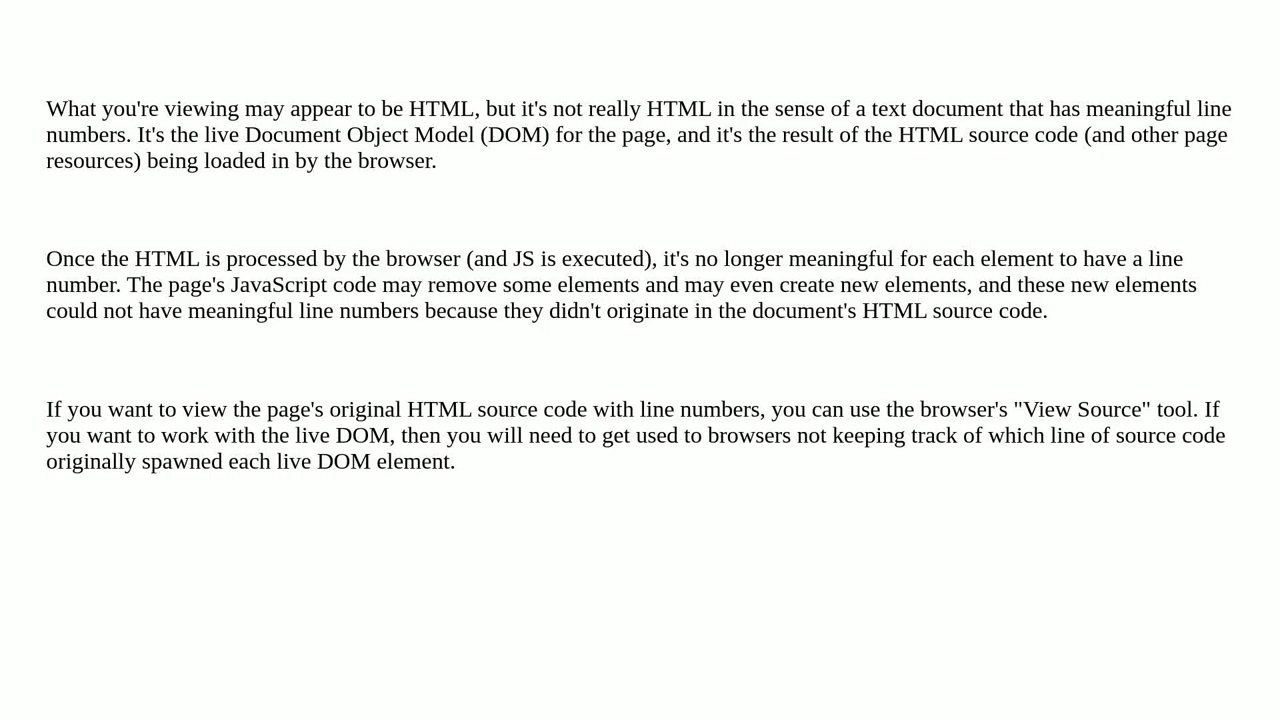 What you're viewing may appear to be HTML, but it's not really HTML in the sense of a text document that has meaningful line
numbers. It's the live Document Object Model (DOM) for the page, and it's the result of the HTML source code (and other page
resources) being loaded in by the browser.
Once the HTML is processed by the browser (and JS is executed), it's no longer meaningful for each element to have a line
number. The page's JavaScript code may remove some elements and may even create new elements, and these new elements
could not have meaningful line numbers because they didn't originate in the document's HTML source code.
If you want to view the page's original HTML source code with line numbers, you can use the browser's "View Source" tool. If
you want to work with the live DOM, then you will need to get used to browsers not keeping track of which line of source code
originally spawned each live DOM element.